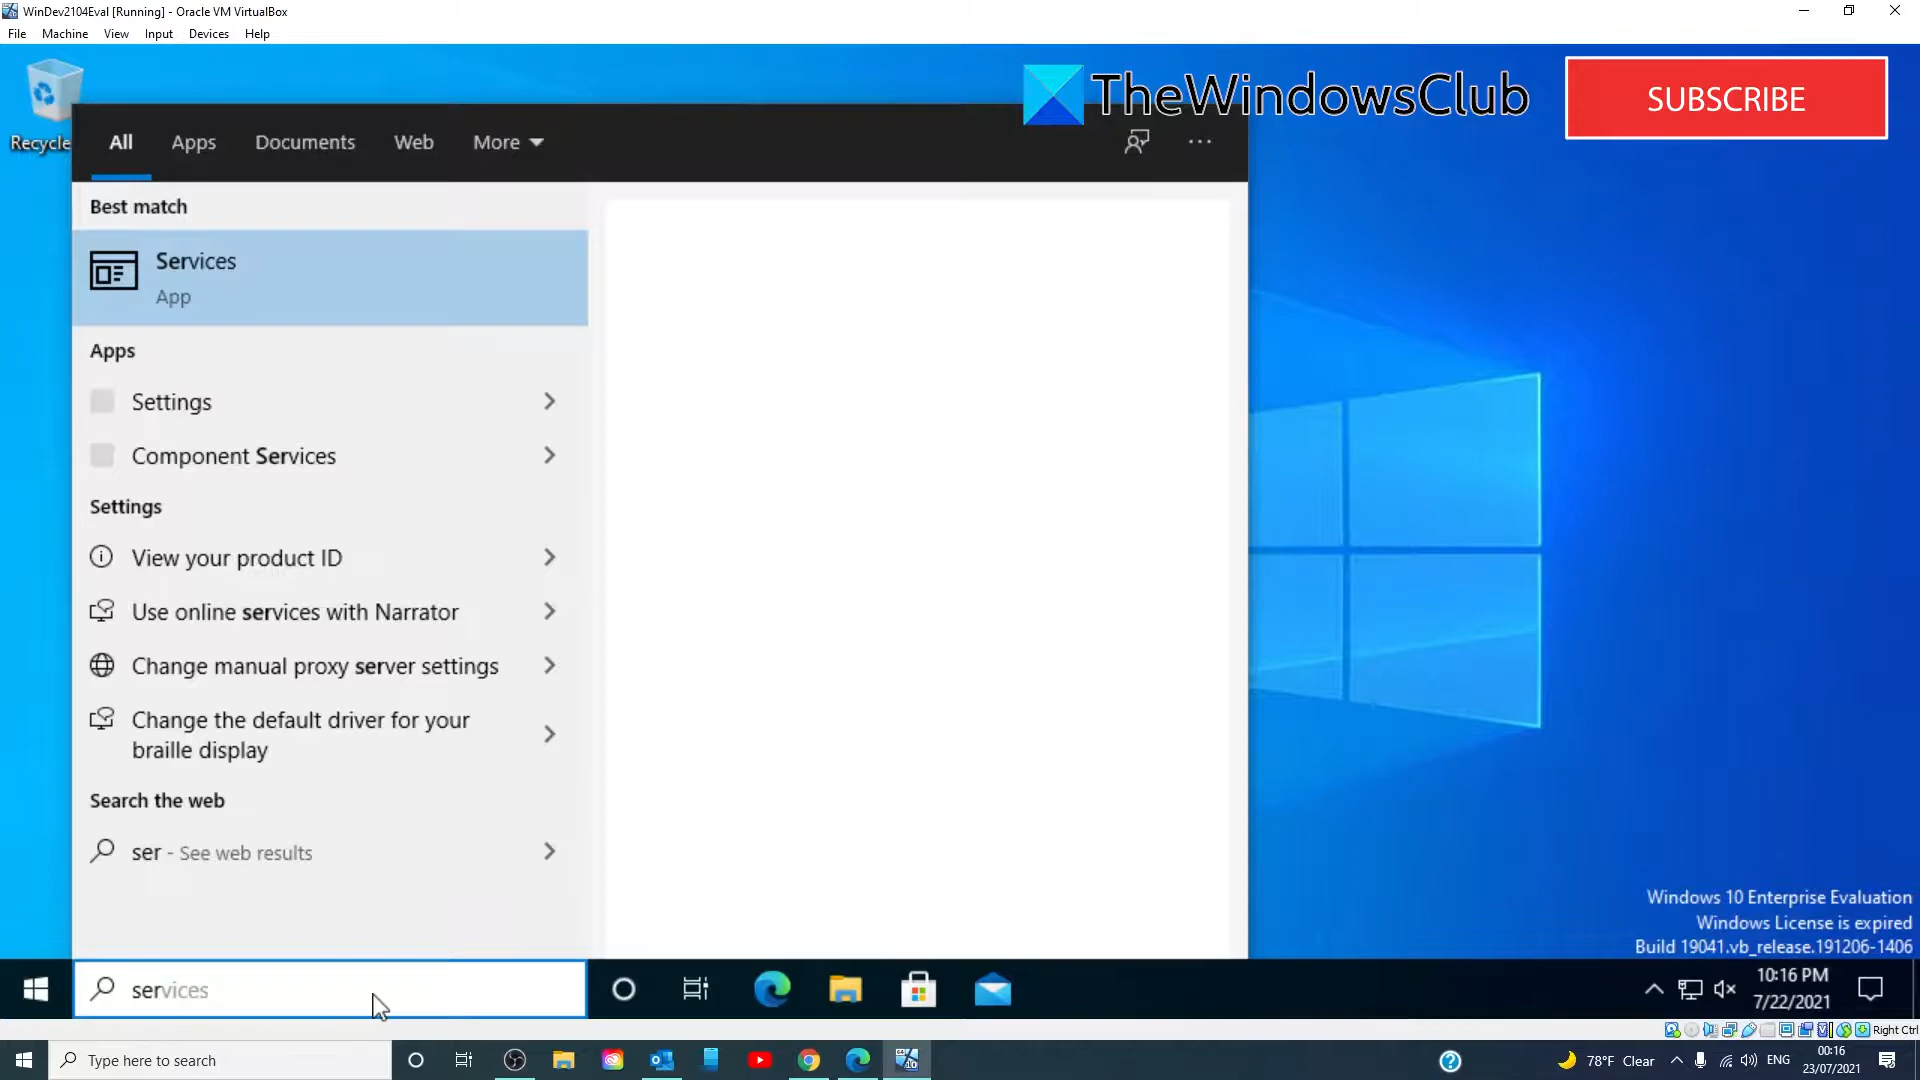 WinDev2104Eval [Running] - Oracle VM VirtualBox
File Machine View Input Devices Help
TheWindowsClub
SUBSCRIBE
Recycle
All Apps Documents Web More
Best match
Services
App
Apps
Settings
Component Services
Settings
View your product ID
Use online services with Narrator
Change manual proxy server settings
Change the default driver for your
braille display
Search the web
ser - See web results
Windows 10 Enterprise Evaluation
Windows License is expired
Build 19041.vb_release.191206-1406
services
10:16 PM
7/22/2021
Right Ctrl
Type here to search
78°F Clear
ENG
00:16
23/07/2021